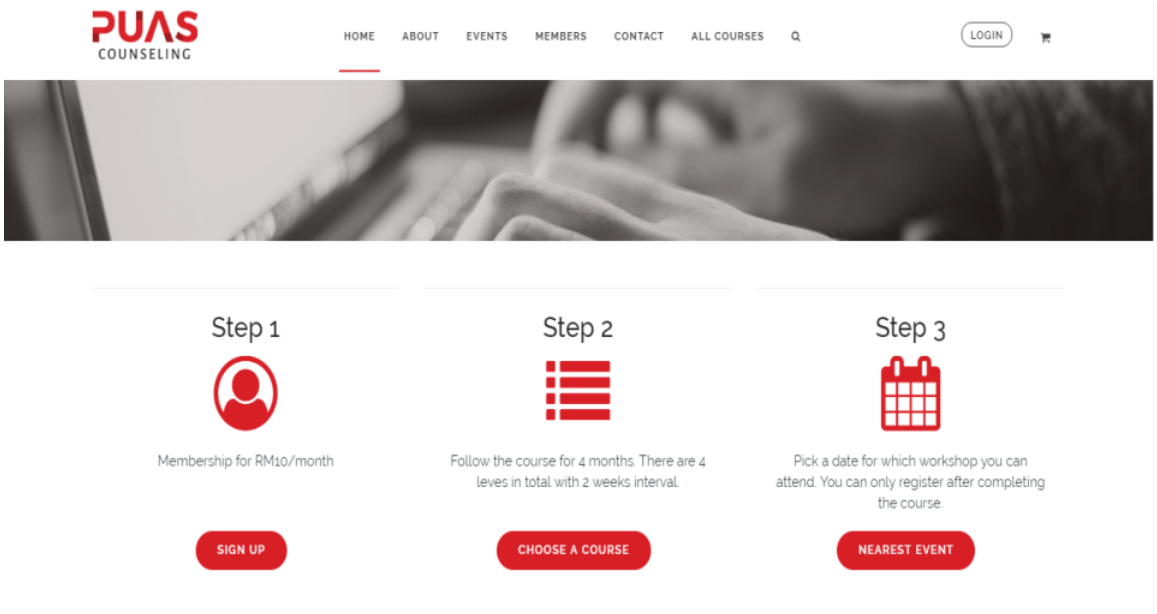 PUAS
COUNSELING
HOME ABOUT EVENTS MEMBERS CONTACT ALL COURSES LOGIN
Step 1
Membership for RM10/month
SIGN UP
Step 2
Follow the course for 4 months. There are 4
leves in total with 2 weeks interval.
CHOOSE A COURSE
Step 3
Pick a date for which workshop you can
attend. You can only register after completing
the course.
NEAREST EVENT